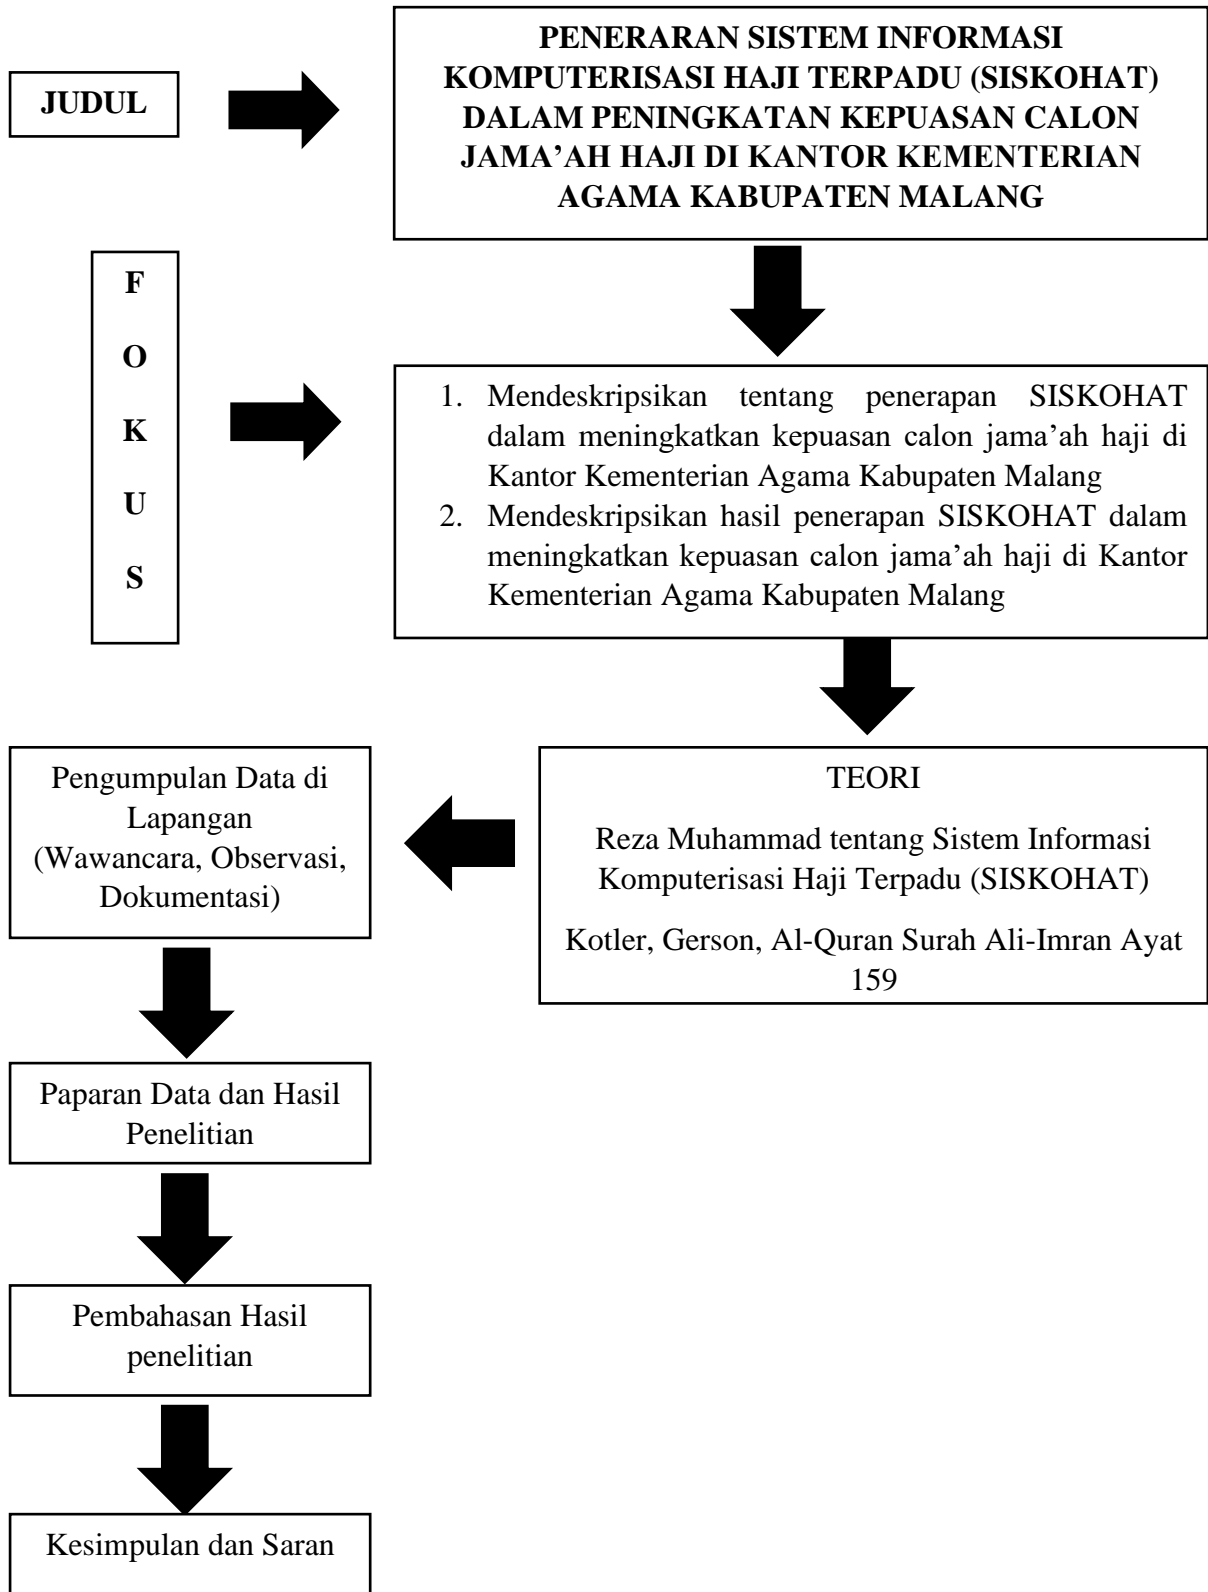 JUDUL
PENERARAN SISTEM INFORMASI
KOMPUTERISASI HAJI TERPADU (SISKOHAT)
DALAM PENINGKATAN KEPUASAN CALON
JAMA’AH HAJI DI KANTOR KEMENTERIAN
AGAMA KABUPATEN MALANG
F
O
K
U
S
1. Mendeskripsikan tentang penerapan SISKOHAT
dalam meningkatkan kepuasan calon jama’ah haji di
Kantor Kementerian Agama Kabupaten Malang
2. Mendeskripsikan hasil penerapan SISKOHAT dalam
meningkatkan kepuasan calon jama’ah haji di Kantor
Kementerian Agama Kabupaten Malang
TEORI
Reza Muhammad tentang Sistem Informasi
Komputerisasi Haji Terpadu (SISKOHAT)
Kotler, Gerson, Al-Quran Surah Ali-Imran Ayat
159
Pengumpulan Data di
Lapangan
(Wawancara, Observasi,
Dokumentasi)
Paparan Data dan Hasil
Penelitian
Pembahasan Hasil
penelitian
Kesimpulan dan Saran